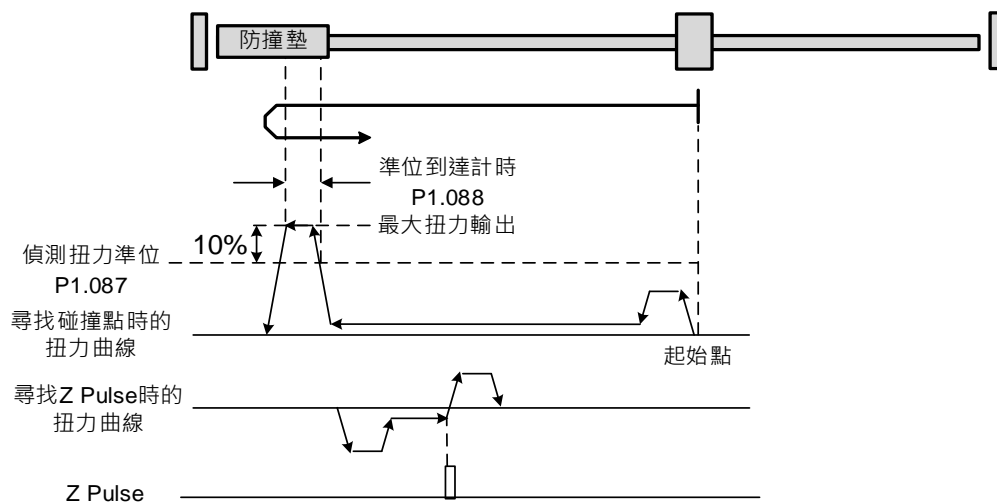 防撞墊
準位到達計時
P1.088
最大扭力輸出
10%
偵測扭力準位
P1.087
尋找碰撞點時的
扭力曲線
起始點
尋找Z Pulse時的
扭力曲線
Z Pulse